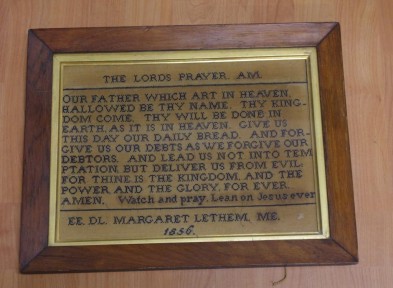 THE LORDS PRAYER. AM.
OUR FATHER WHICH ART IN HEAVEN,
HALLOWED BE THY NAME. THY KING-
DOM COME. THY WILL BE DONE IN
EARTH, AS IT IS IN HEAVEN. GIVE US
THIS DAY OUR DAILY BREAD. AND FOR-
GIVE US OUR DEBTS AS WE FORGIVE OUR
DEBTORS. AND LEAD US NOT INTO TEM
PTATION, BUT DELIVER US FROM EVIL.
FOR THINE IS THE KINGDOM, AND THE
POWER, AND THE GLORY, FOR EVER.
AMEN. Watch and pray. Lean on Jesus ever
EE. DL. MARGARET LETHEM, ME.
1856.